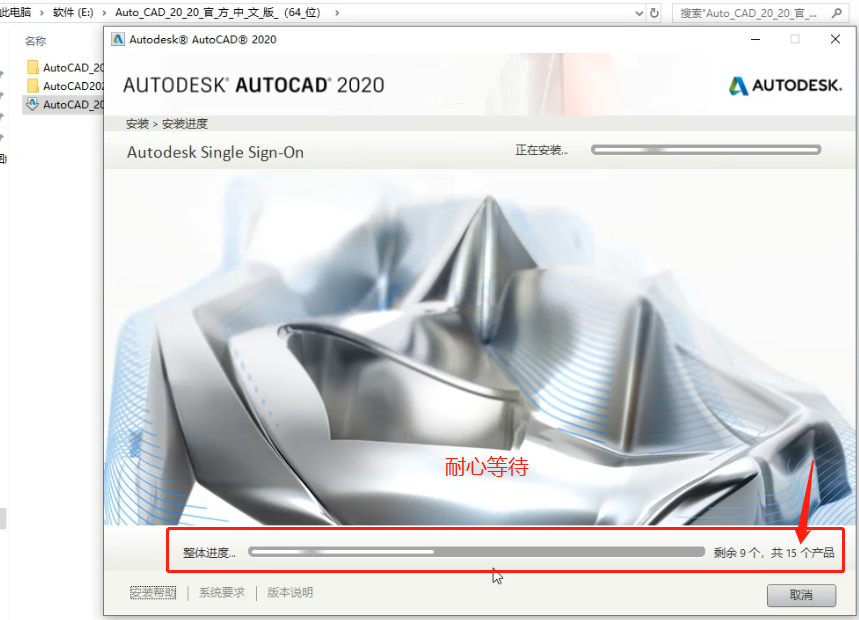 此电脑 > 软件 (E:) > Auto_CAD_20_20_官_方_中_文_版_（64_位） >
搜索"Auto_CAD_20_20_官_...
名称
AutoCAD_20
AutoCAD202
AutoCAD_20
Autodesk® AutoCAD® 2020
AUTODESK® AUTOCAD® 2020
AUTODESK.
安装 > 安装进度
Autodesk Single Sign-On
正在安装...
耐心等待
整体进度...
剩余 9 个，共 15 个产品
安装帮助 | 系统要求 | 版本说明
取消